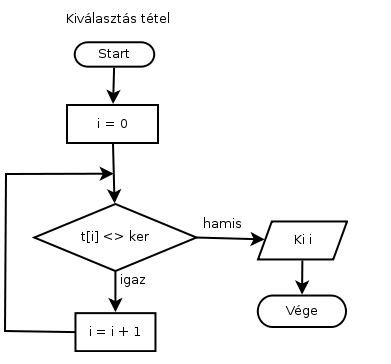 Kiválasztás tétel
Start
i = 0
t[i] <> ker
hamis
Ki i
igaz
Vége
i = i + 1